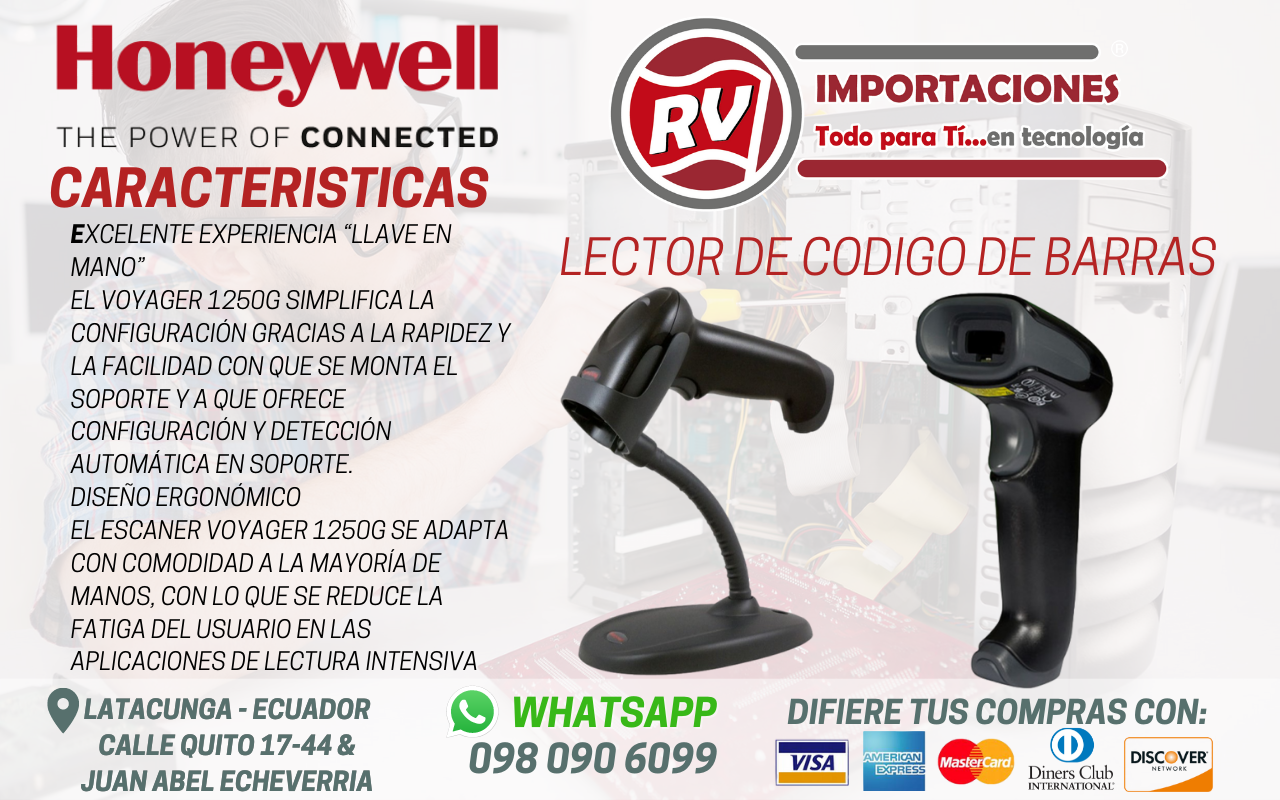 Honeywell
THE POWER OF CONNECTED
CARACTERISTICAS
EXCELENTE EXPERIENCIA “LLAVE EN
MANO”
EL VOYAGER 1250G SIMPLIFICA LA
CONFIGURACIÓN GRACIAS A LA RAPIDEZ Y
LA FACILIDAD CON QUE SE MONTA EL
SOPORTE Y A QUE OFRECE
CONFIGURACIÓN Y DETECCIÓN
AUTOMÁTICA EN SOPORTE.
DISEÑO ERGONÓMICO
EL ESCANER VOYAGER 1250G SE ADAPTA
CON COMODIDAD A LA MAYORÍA DE
MANOS, CON LO QUE SE REDUCE LA
FATIGA DEL USUARIO EN LAS
APLICACIONES DE LECTURA INTENSIVA
RV
IMPORTACIONES
®
Todo para Tí...en tecnología
LECTOR DE CODIGO DE BARRAS
LATACUNGA - ECUADOR
CALLE QUITO 17-44 &
JUAN ABEL ECHEVERRIA
WHATSAPP
098 090 6099
DIFIERE TUS COMPRAS CON:
VISA
AMERICAN EXPRESS
MasterCard
Diners Club
INTERNATIONAL
DISCOVER
NETWORK